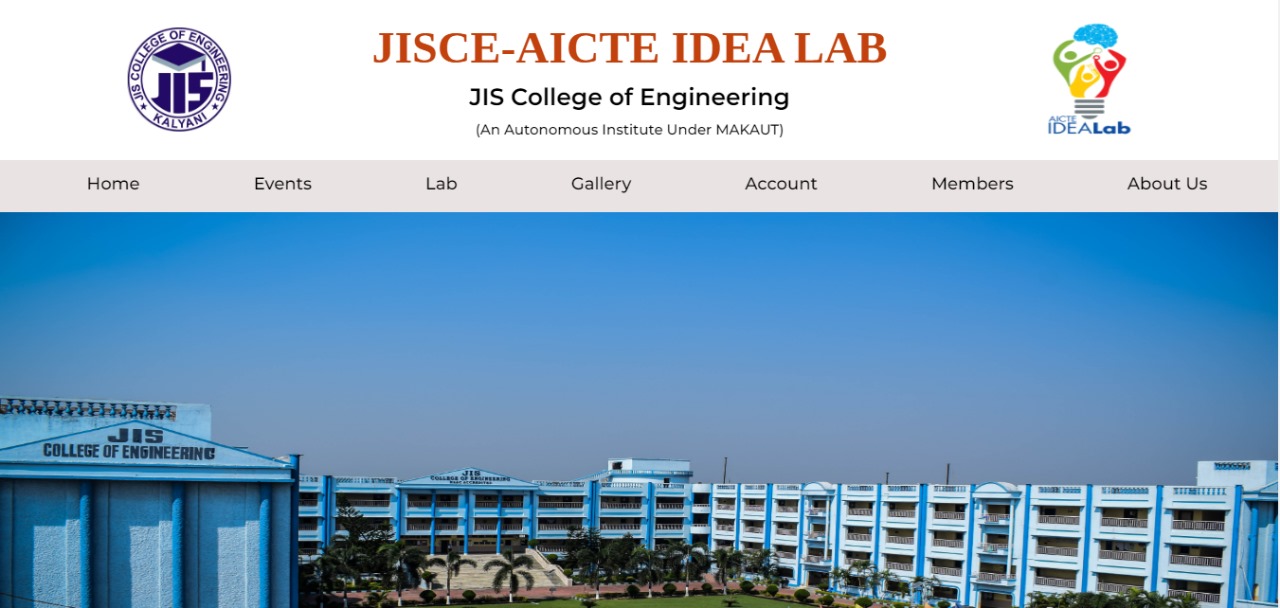 JIS COLLEGE OF ENGINEERING
JIS
KALYANI
JISCE-AICTE IDEA LAB
JIS College of Engineering
(An Autonomous Institute Under MAKAUT)
AICTE
IDEALab
Home Events Lab Gallery Account Members About Us
JIS
COLLEGE OF ENGINEERING
JIS
COLLEGE OF ENGINEERING